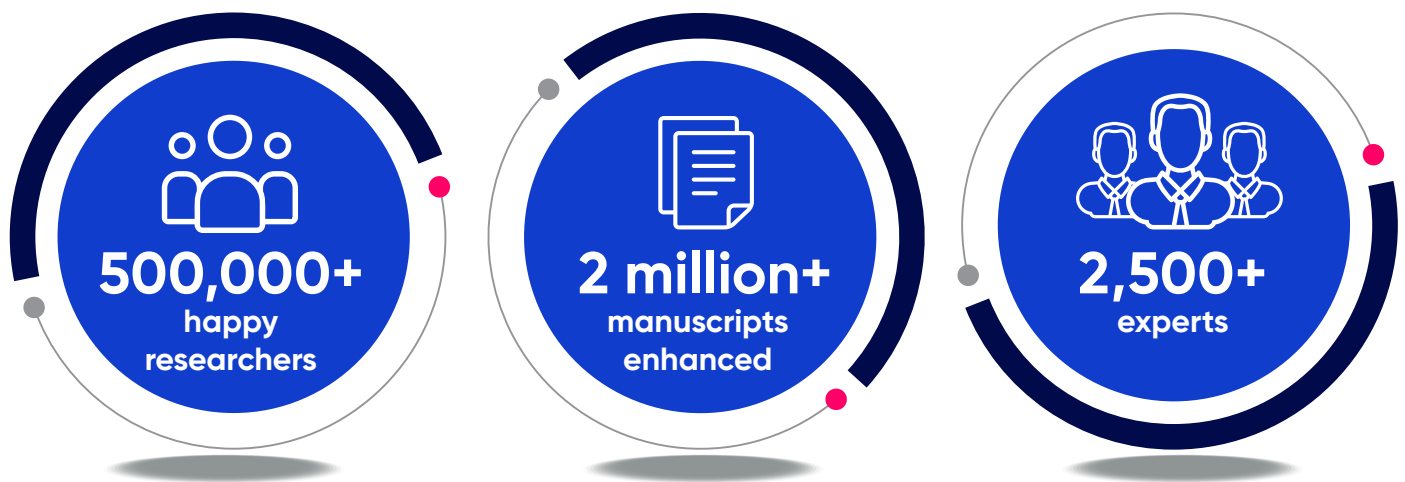 500,000+
happy
researchers
2 million+
manuscripts
enhanced
2,500+
experts